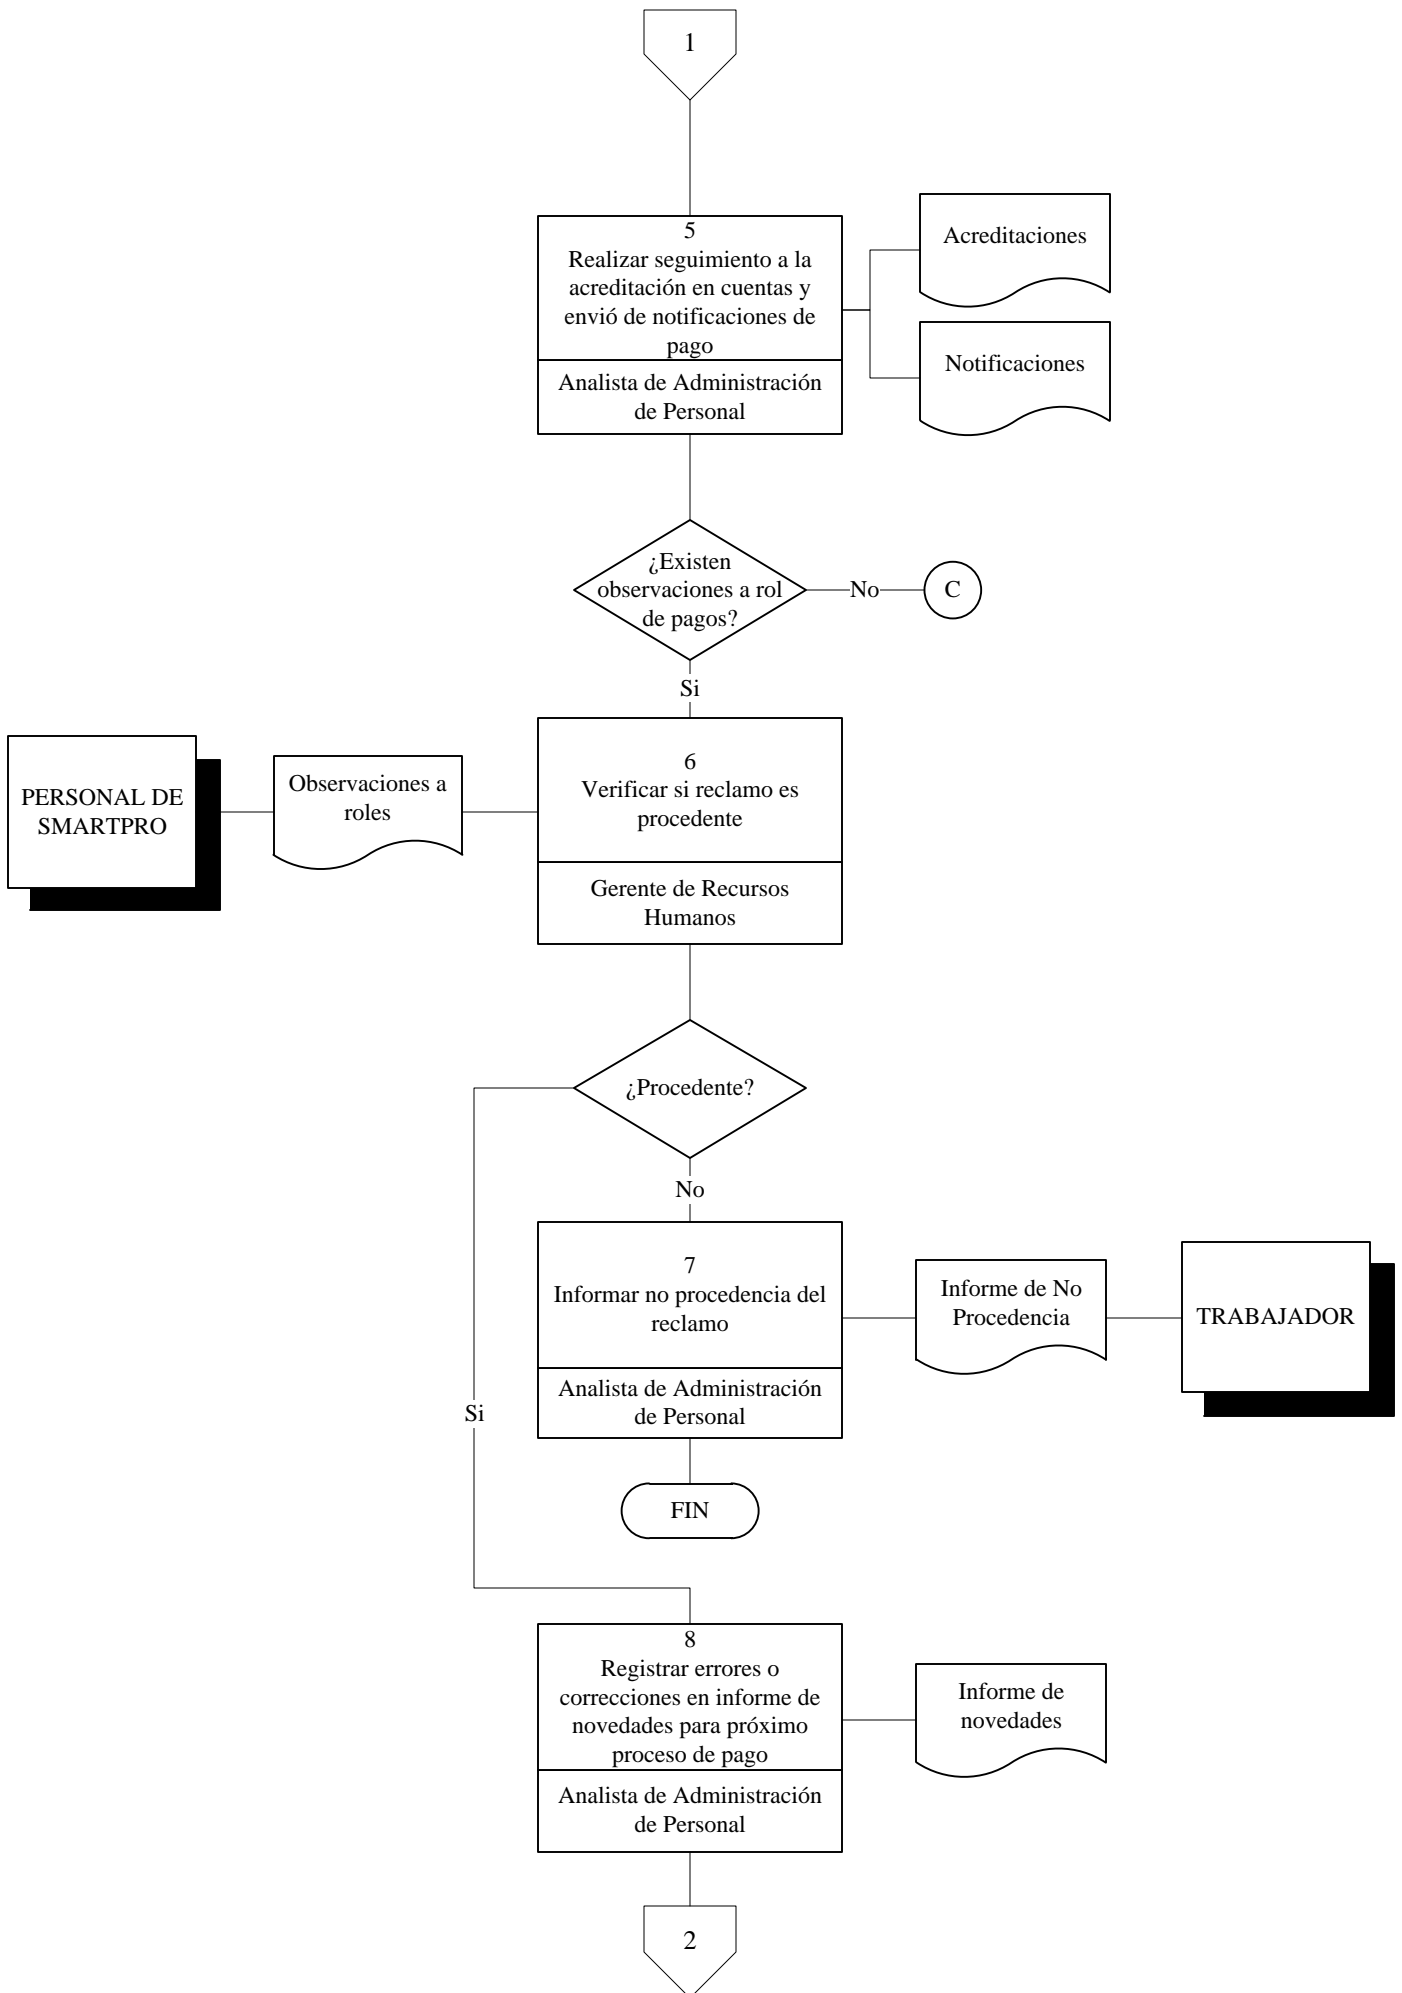 1
5
Realizar seguimiento a la
acreditación en cuentas y
envió de notificaciones de
pago
Analista de Administración
de Personal
Acreditaciones
Notificaciones
¿Existen
observaciones a rol
de pagos?
No
C
Si
PERSONAL DE
SMARTPRO
Observaciones a
roles
6
Verificar si reclamo es
procedente
Gerente de Recursos
Humanos
¿Procedente?
No
7
Informar no procedencia del
reclamo
Analista de Administración
de Personal
Informe de No
Procedencia
TRABAJADOR
Si
FIN
8
Registrar errores o
correcciones en informe de
novedades para próximo
proceso de pago
Analista de Administración
de Personal
Informe de
novedades
2